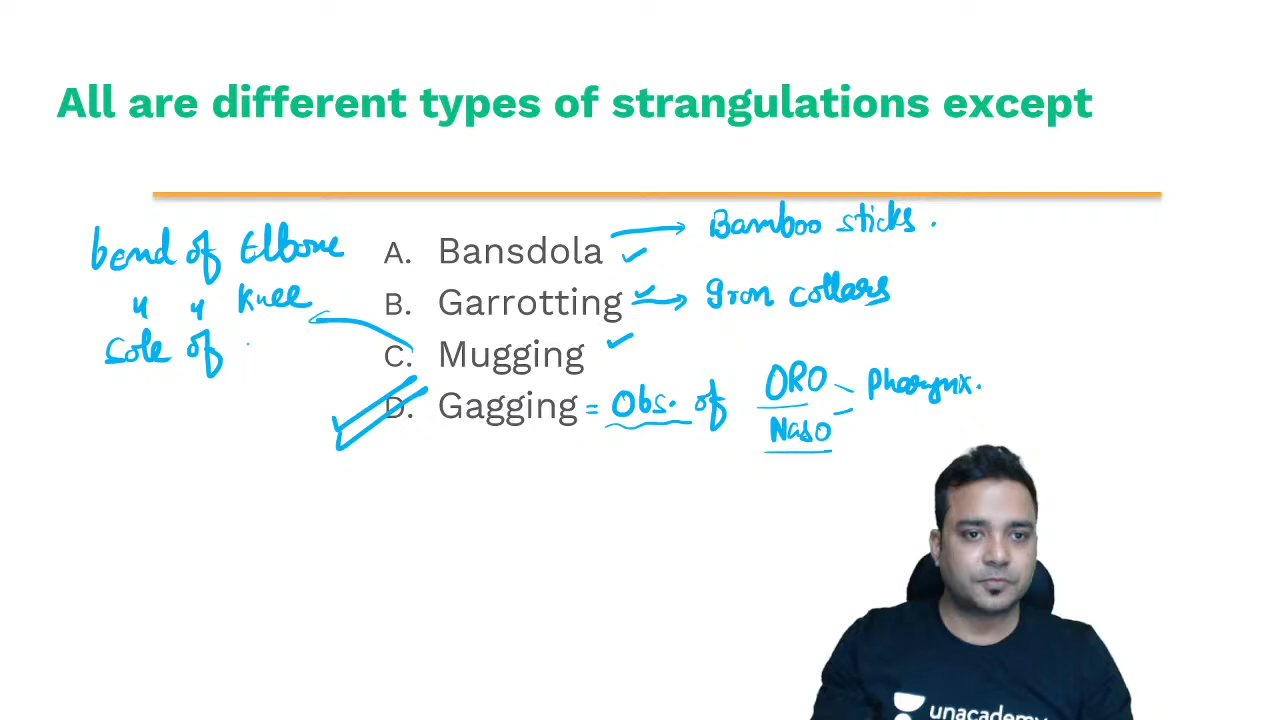 All are different types of strangulations except
bend of Elbow
" " Knee
sole of
A. Bansdola → Bamboo sticks.
B. Garrotting → Iron collars
C. Mugging
D. Gagging = Obs. of ORO Pharynx.
Naso
unacademy